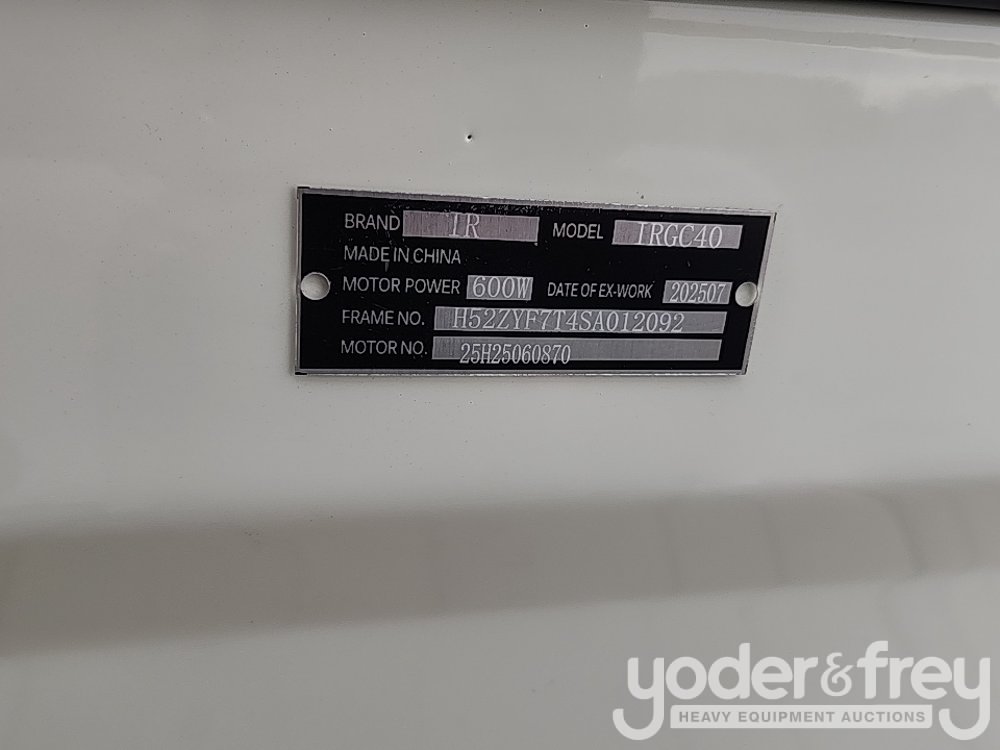 BRAND IR MODEL IRGC40
MADE IN CHINA
MOTOR POWER 600W DATE OF EX-WORK 202507
FRAME NO. H52ZYF7T4SA012092
MOTOR NO. 25H25060870
yoder&frey
HEAVY EQUIPMENT AUCTIONS